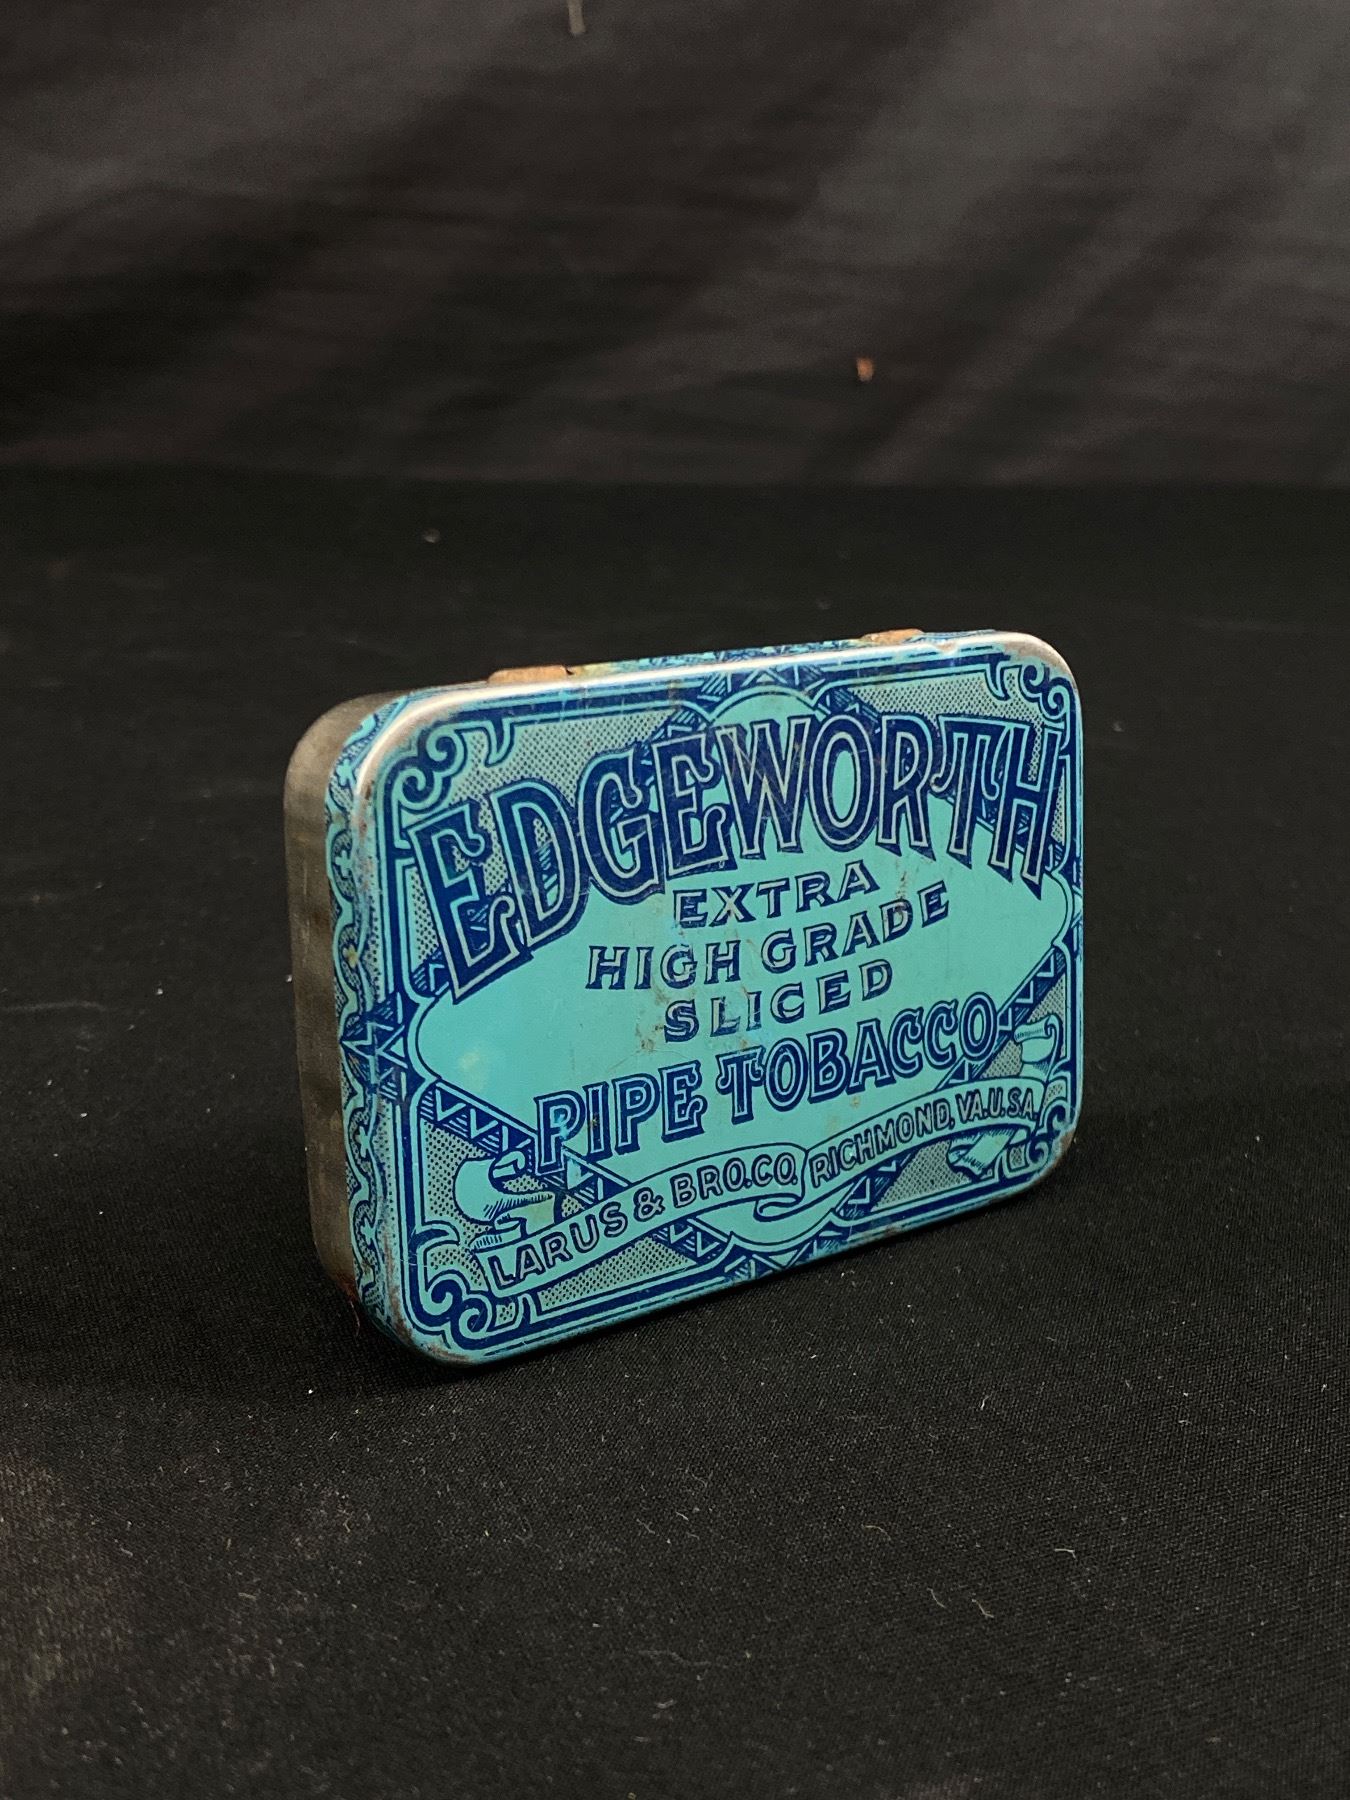 EDGEWORTH
EXTRA
HIGH GRADE
SLICED
PIPE TOBACCO
LARUS & BRO.CO. RICHMOND, VA.U.S.A.